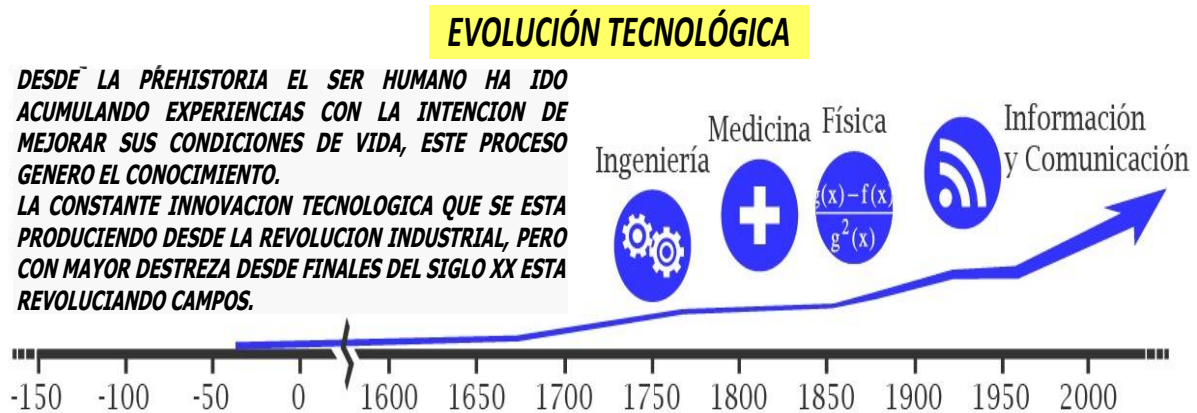 EVOLUCIÓN TECNOLÓGICA
DESDE LA PREHISTORIA EL SER HUMANO HA IDO
ACUMULANDO EXPERIENCIAS CON LA INTENCION DE
MEJORAR SUS CONDICIONES DE VIDA, ESTE PROCESO
GENERO EL CONOCIMIENTO.
LA CONSTANTE INNOVACION TECNOLOGICA QUE SE ESTA
PRODUCIENDO DESDE LA REVOLUCION INDUSTRIAL, PERO
CON MAYOR DESTREZA DESDE FINALES DEL SIGLO XX ESTA
REVOLUCIANDO CAMPOS.
Ingeniería
Medicina
Física
g(x)-f(x)
g²(x)
Información
y Comunicación
-150 -100 -50 0 1600 1650 1700 1750 1800 1850 1900 1950 2000